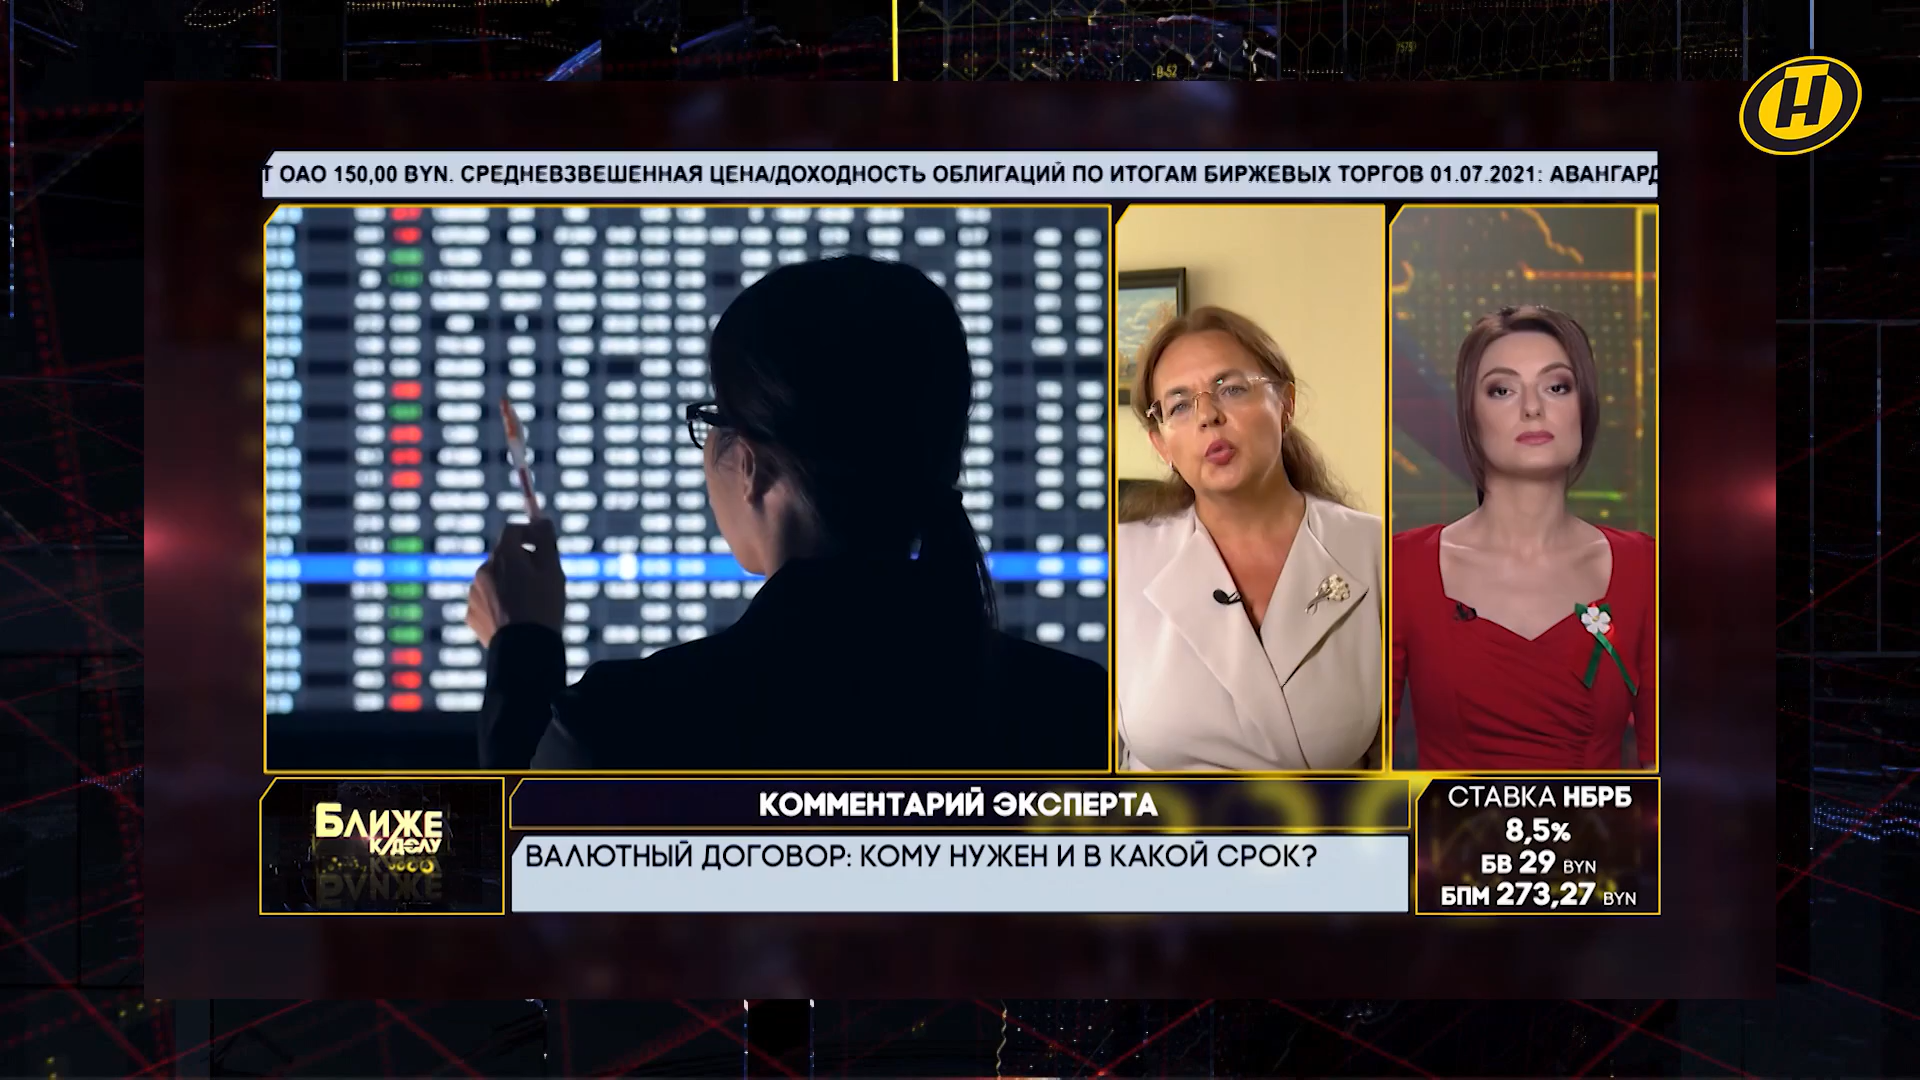 Н
Т ОАО 150,00 BYN. СРЕДНЕВЗВЕШЕННАЯ ЦЕНА/ДОХОДНОСТЬ ОБЛИГАЦИЙ ПО ИТОГАМ БИРЖЕВЫХ ТОРГОВ 01.07.2021: АВАНГАРД
БЛИЖЕ
К ДЕЛУ
КОММЕНТАРИЙ ЭКСПЕРТА
ВАЛЮТНЫЙ ДОГОВОР: КОМУ НУЖЕН И В КАКОЙ СРОК?
СТАВКА НБРБ
8,5%
БВ 29 BYN
БПМ 273,27 BYN